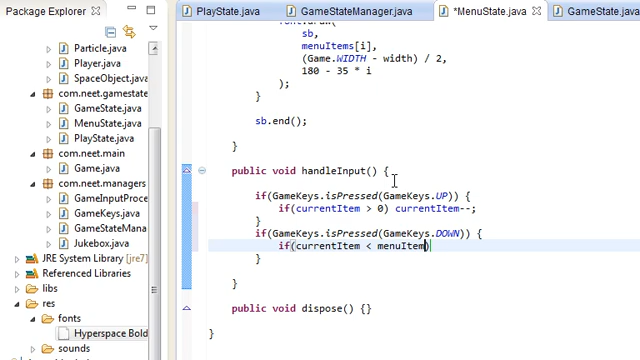 Package Explorer
Particle.java
Player.java
SpaceObject.java
com.neet.gamestate
GameState.java
MenuState.java
PlayState.java
com.neet.main
Game.java
com.neet.managers
GameInputProce
GameKeys.java
GameStateMana
Jukebox.java
JRE System Library [
Referenced Libraries
libs
res
fonts
Hyperspace Bold
sounds
PlayState.java
GameStateManager.java
*MenuState.java
GameState.java
sb,
menuItems[i],
(Game.WIDTH - width) / 2,
180 - 35 * i
);
}
sb.end();
}
public void handleInput() {
if(GameKeys.isPressed(GameKeys.UP)) {
if(currentItem > 0) currentItem--;
}
if(GameKeys.isPressed(GameKeys.DOWN)) {
if(currentItem < menuItem)
}
}
public void dispose() {}
}